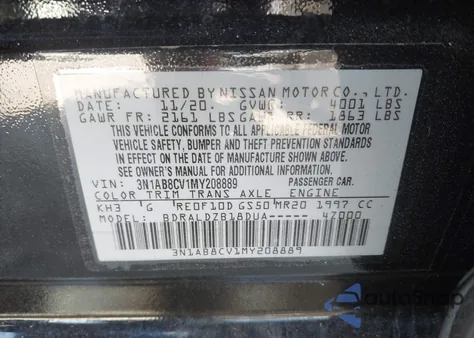 MANUFACTURED BY NISSAN MOTOR CO., LTD.
DATE: 11/20 GVWR: 4001 LBS
GAWR FR: 2161 LBS GAWR RR: 1863 LBS
THIS VEHICLE CONFORMS TO ALL APPLICABLE FEDERAL MOTOR
VEHICLE SAFETY, BUMPER AND THEFT PREVENTION STANDARDS
IN EFFECT ON THE DATE OF MANUFACTURE SHOWN ABOVE.
SEE OWNER'S MANUAL FOR ADDITIONAL INFORMATION
VIN: 3N1AB8CV1MY208889 PASSENGER CAR.
COLOR TRIM TRANS AXLE ENGINE
KH3 G RE0F10D GS50 MR20 1997 CC
MODEL: BDRALDZB18DUA----- 47000
3N1AB8CV1MY208889
AutoSnap